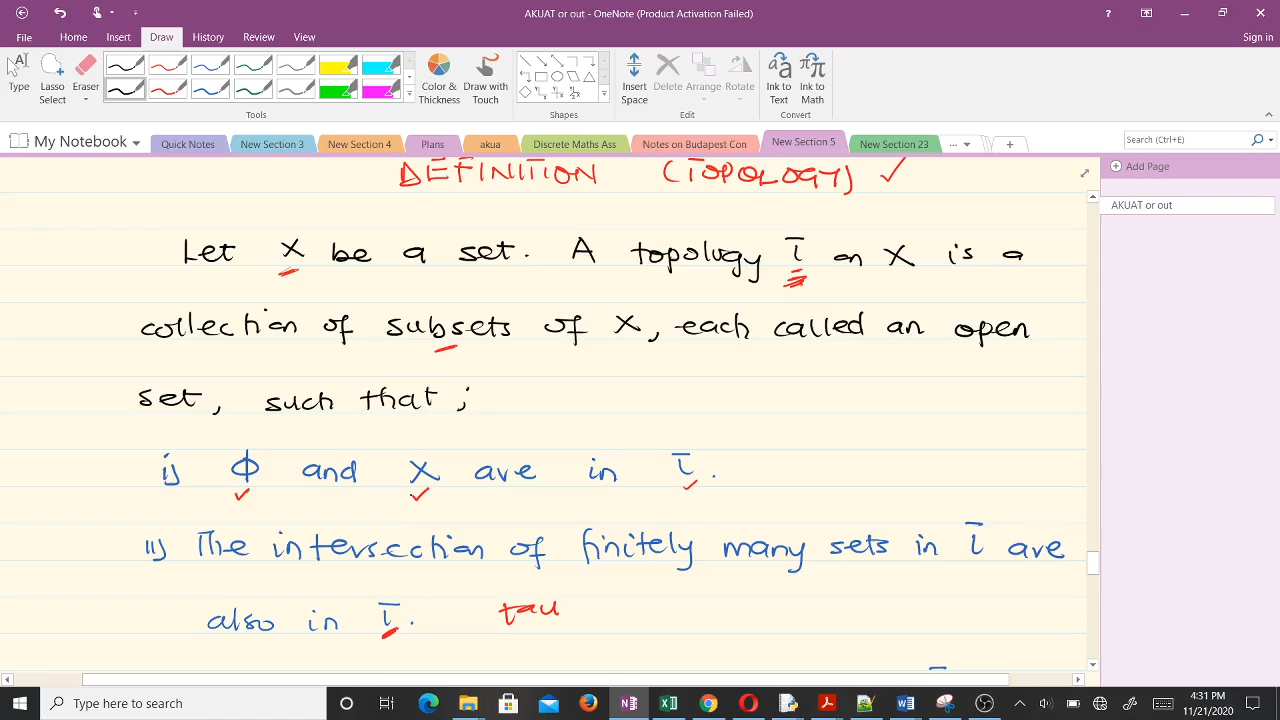 AKUAT or out - OneNote (Product Activation Failed)
File Home Insert Draw History Review View Sign in
Type Lasso Select Eraser Color & Thickness Draw with Touch Insert Space Delete Arrange Rotate Ink to Text Ink to Math
Tools Shapes Edit Convert
My Notebook Quick Notes New Section 3 New Section 4 Plans akua Discrete Maths Ass Notes on Budapest Con New Section 5 New Section 23 ... Search (Ctrl+E)
Add Page
AKUAT or out
DEFINITION (TOPOLOGY) ✓
Let X be a set. A topology τ on X is a
collection of subsets of X, each called an open
set, such that;
i) ϕ and X are in τ.
ii) The intersection of finitely many sets in τ are
also in τ. tau
Type here to search
4:31 PM
11/21/2020